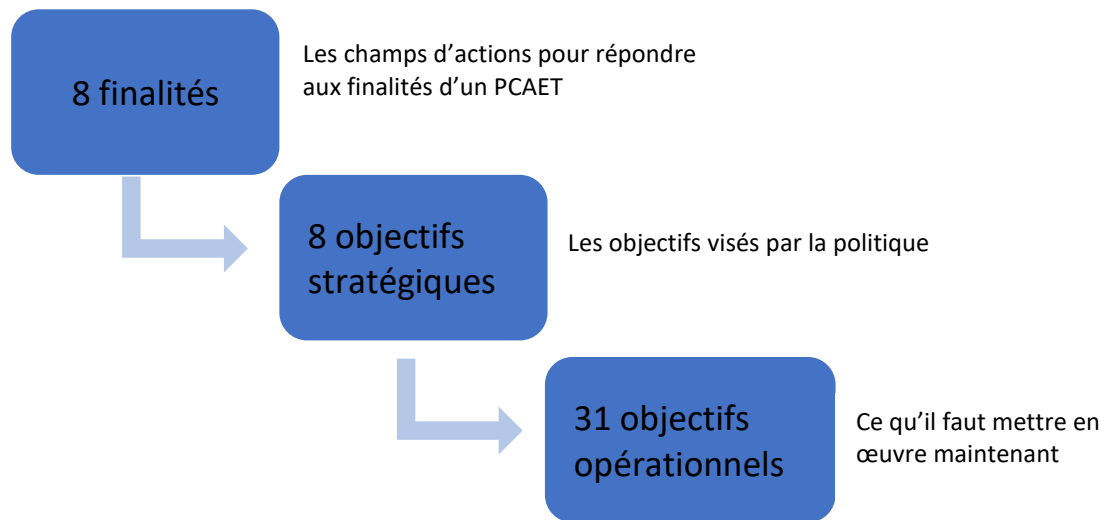 8 finalités
Les champs d’actions pour répondre
aux finalités d’un PCAET
8 objectifs
stratégiques
Les objectifs visés par la politique
31 objectifs
opérationnels
Ce qu’il faut mettre en
œuvre maintenant